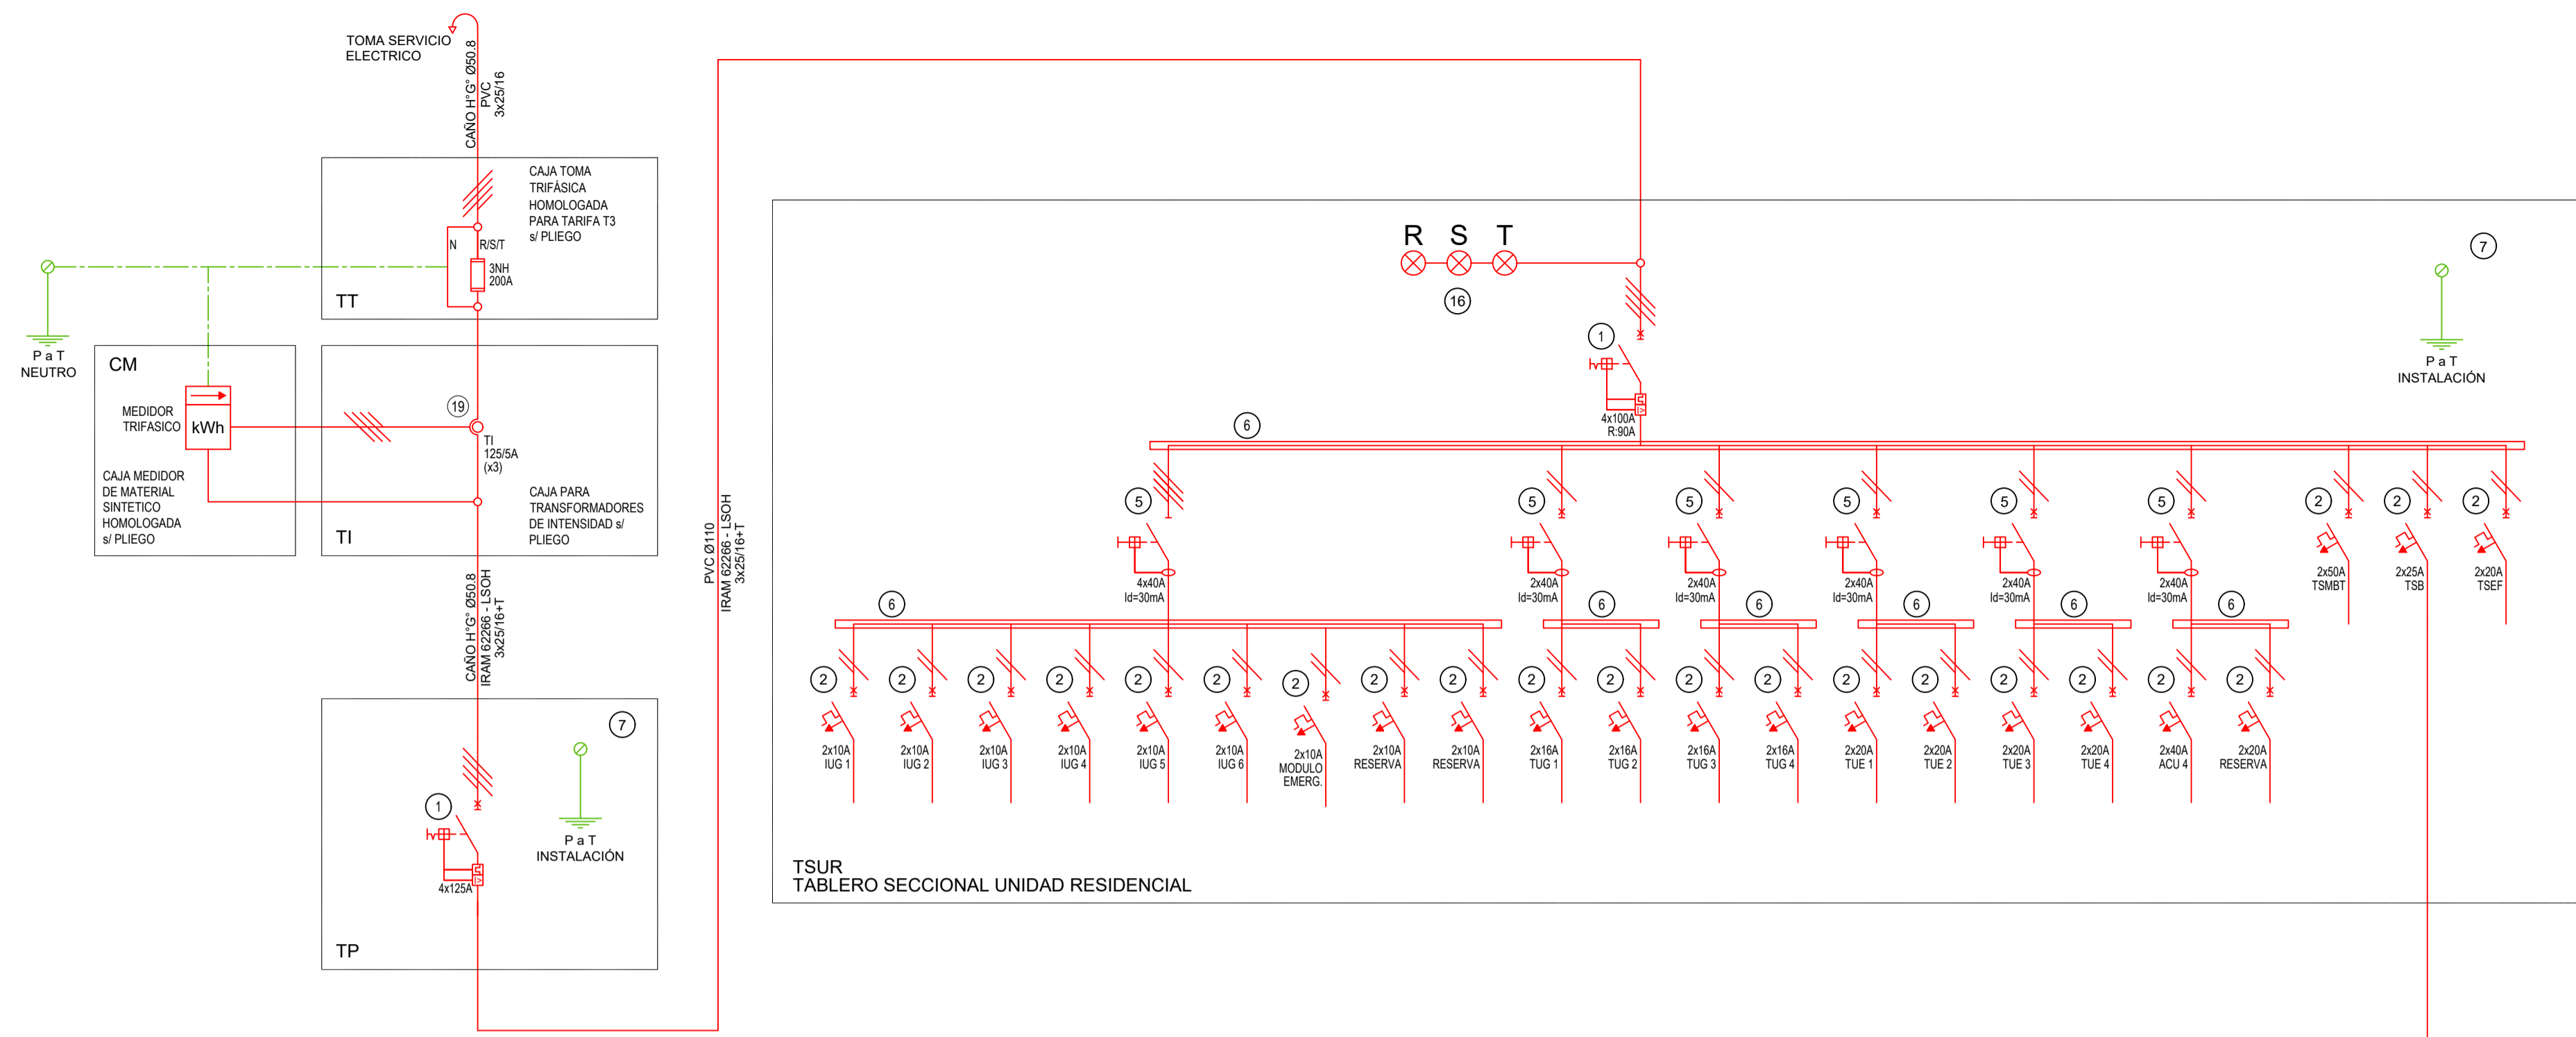 TOMA SERVICIO
ELECTRICO
CAÑO H°G° Ø50.8
PVC
3x25/16
CAJA TOMA
TRIFÀSICA
HOMOLOGADA
PARA TARIFA T3
s/ PLIEGO
N
R/S/T
3NH
200A
TT
P a T
NEUTRO
CM
MEDIDOR
TRIFASICO
kWh
CAJA MEDIDOR
DE MATERIAL
SINTETICO
HOMOLOGADA
s/ PLIEGO
19
TI
125/5A
(x3)
CAJA PARA
TRANSFORMADORES
DE INTENSIDAD s/
PLIEGO
TI
CAÑO H°G° Ø50.8
IRAM 62266 - LSOH
3x25/16+T
7
1
4x125A
P a T
INSTALACIÓN
TP
PVC Ø110
IRAM 62266 - LSOH
3x25/16+T
R S T
16
7
P a T
INSTALACIÓN
1
4x100A
R:90A
6
5
4x40A
Id=30mA
5
2x40A
Id=30mA
5
2x40A
Id=30mA
5
2x40A
Id=30mA
5
2x40A
Id=30mA
5
2x40A
Id=30mA
2
2x50A
TSMBT
2
2x25A
TSB
2
2x20A
TSEF
6
6
6
6
6
6
2
2x10A
IUG 1
2
2x10A
IUG 2
2
2x10A
IUG 3
2
2x10A
IUG 4
2
2x10A
IUG 5
2
2x10A
IUG 6
2
2x10A
MODULO
EMERG.
2
2x10A
RESERVA
2
2x10A
RESERVA
2
2x16A
TUG 1
2
2x16A
TUG 2
2
2x16A
TUG 3
2
2x16A
TUG 4
2
2x20A
TUE 1
2
2x20A
TUE 2
2
2x20A
TUE 3
2
2x20A
TUE 4
2
2x40A
ACU 4
2
2x20A
RESERVA
TSUR
TABLERO SECCIONAL UNIDAD RESIDENCIAL